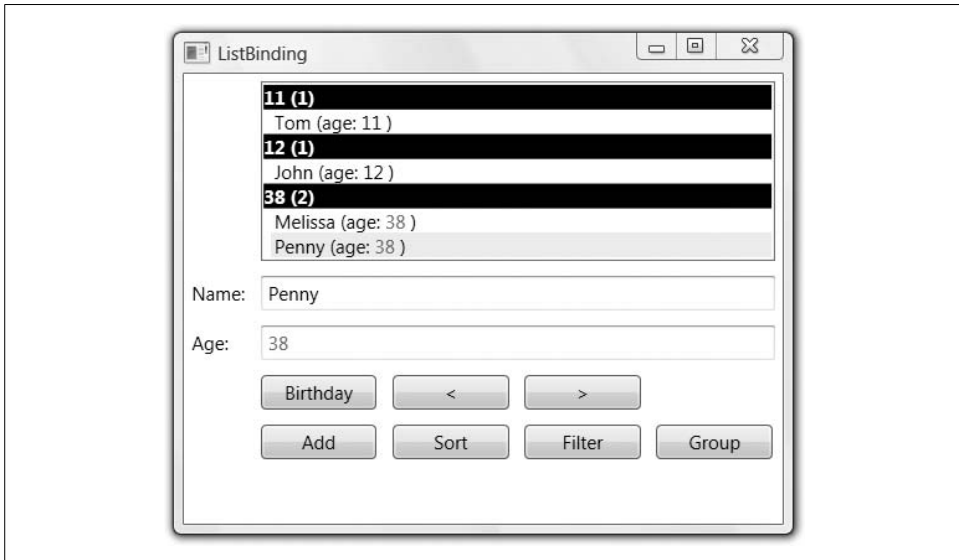 ListBinding
11 (1)
Tom (age: 11 )
12 (1)
John (age: 12 )
38 (2)
Melissa (age: 38 )
Penny (age: 38 )
Name: Penny
Age: 38
Birthday < >
Add Sort Filter Group